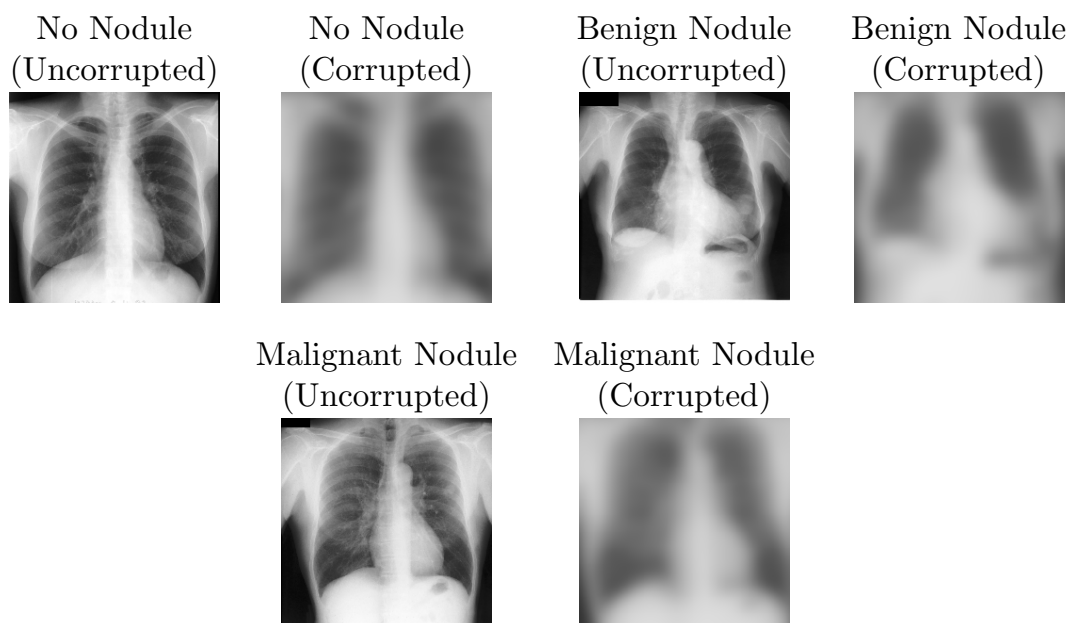 No Nodule
(Uncorrupted)
No Nodule
(Corrupted)
Benign Nodule
(Uncorrupted)
Benign Nodule
(Corrupted)
Malignant Nodule
(Uncorrupted)
Malignant Nodule
(Corrupted)